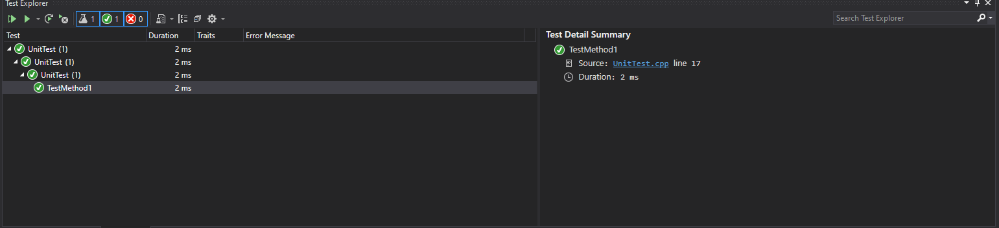 Test Explorer
1 1 0
Search Test Explorer
Test Duration Traits Error Message
UnitTest (1) 2 ms
UnitTest (1) 2 ms
UnitTest (1) 2 ms
TestMethod1 2 ms
Test Detail Summary
TestMethod1
Source: UnitTest.cpp line 17
Duration: 2 ms